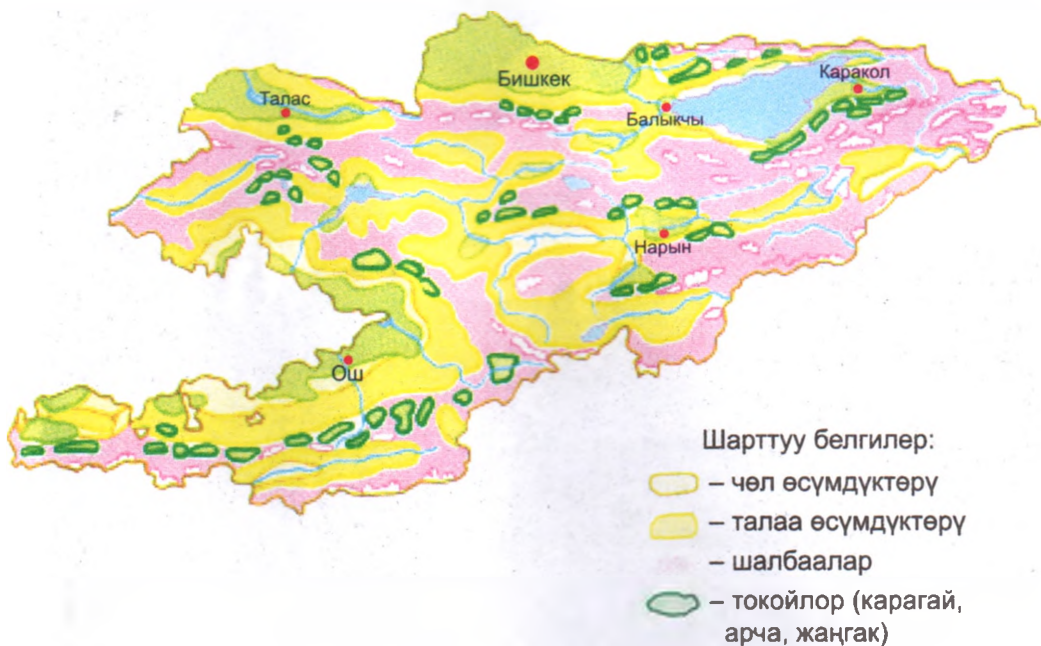 Бишкек
Талас
Каракол
Балыкчы
Нарын
Ош
Шарттуу белгилер:
– чөл өсүмдүктөрү
– талаа өсүмдүктөрү
– шалбаалар
– токойлор (карагай,
арча, жаңгак)